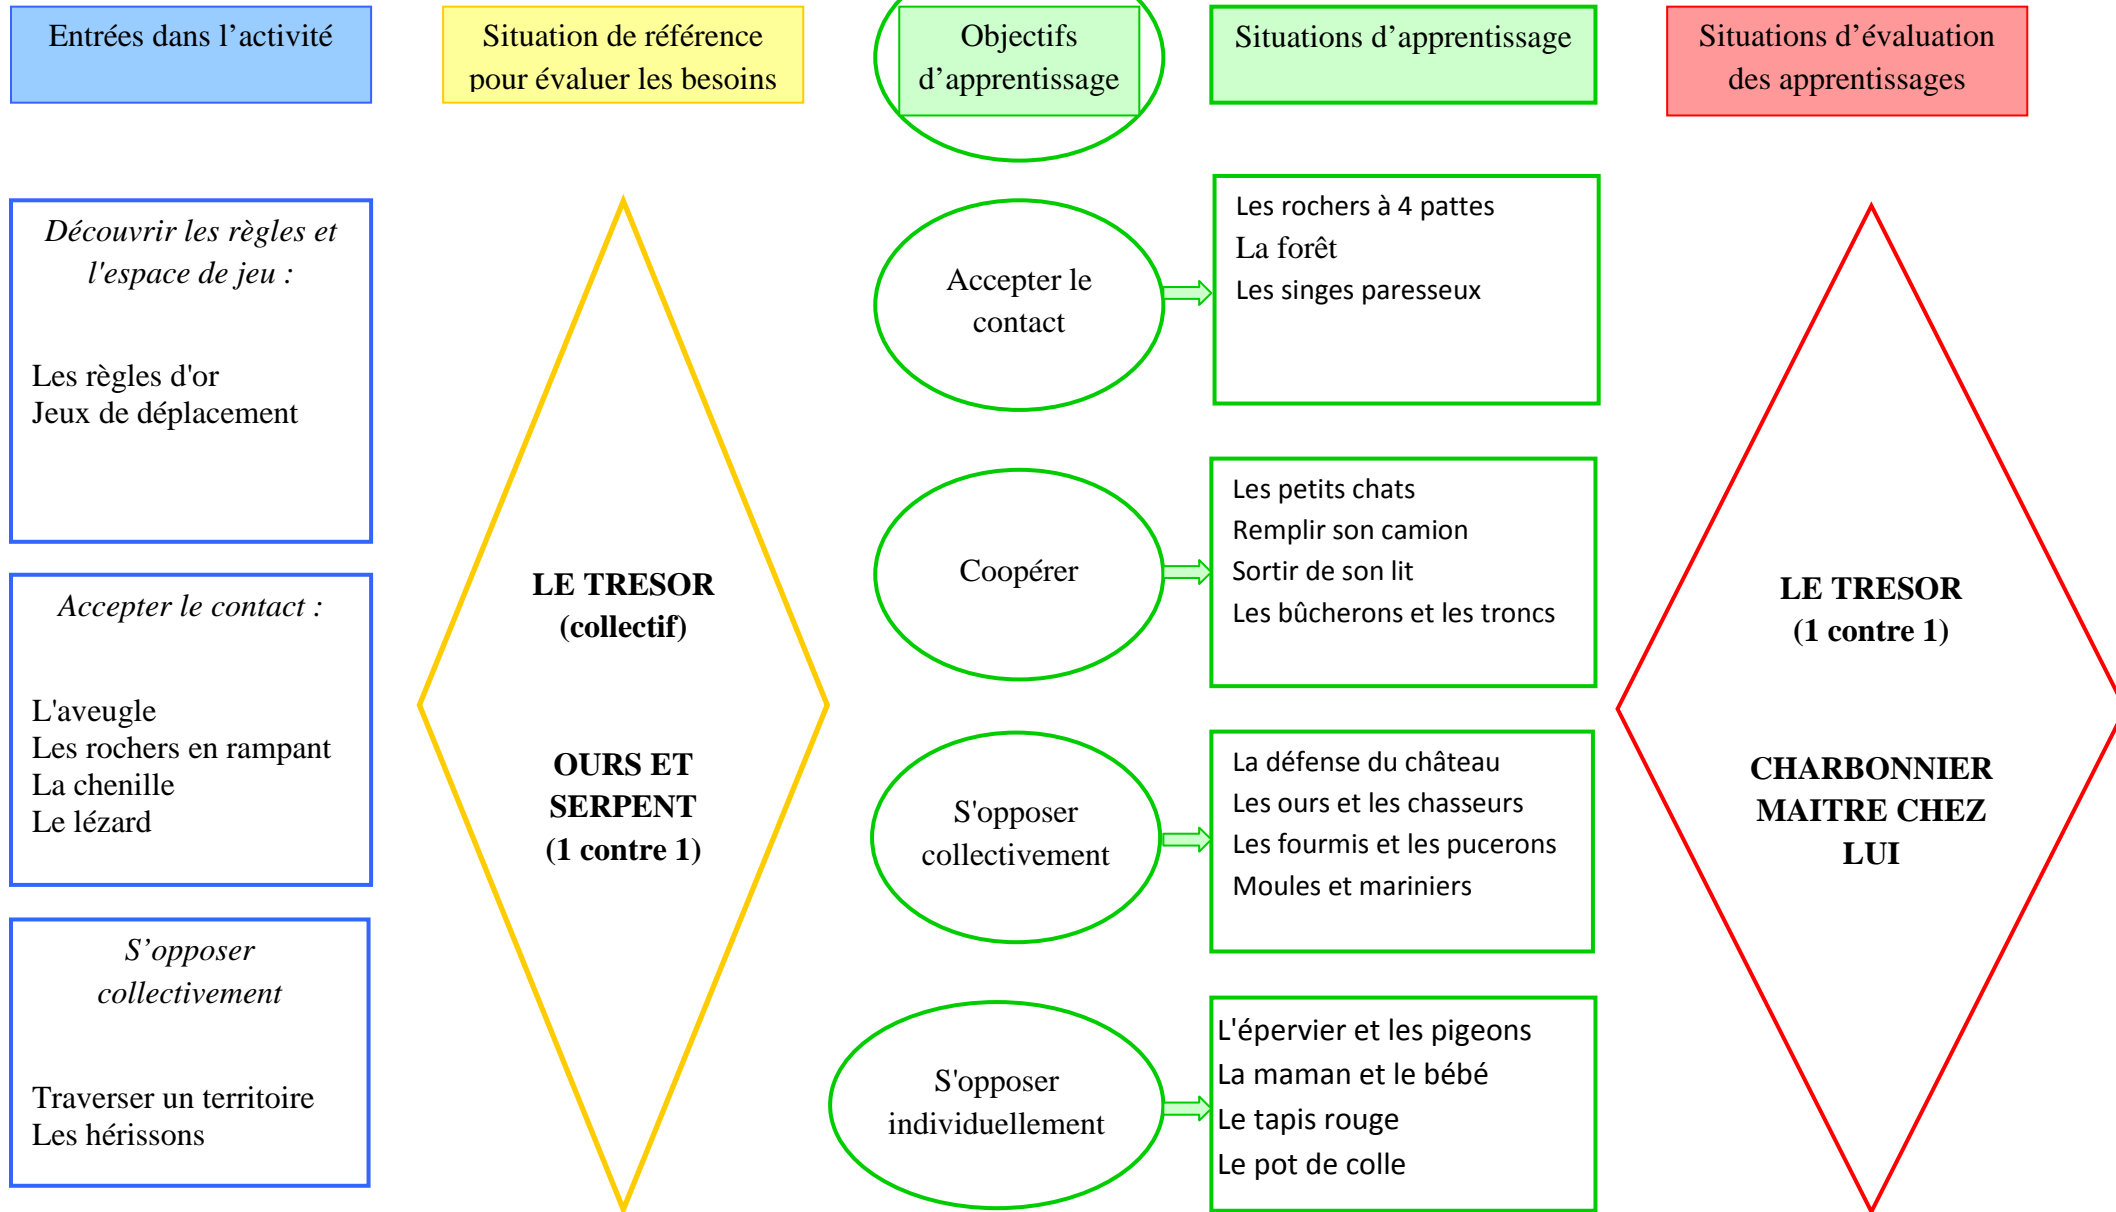 Entrées dans l’activité
Situation de référence
pour évaluer les besoins
Objectifs
d’apprentissage
Situations d’apprentissage
Situations d’évaluation
des apprentissages
Découvrir les règles et
l'espace de jeu :
Les règles d'or
Jeux de déplacement
Accepter le contact :
L'aveugle
Les rochers en rampant
La chenille
Le lézard
S’opposer
collectivement
Traverser un territoire
Les hérissons
LE TRESOR
(collectif)
OURS ET
SERPENT
(1 contre 1)
Accepter le
contact
Les rochers à 4 pattes
La forêt
Les singes paresseux
Coopérer
Les petits chats
Remplir son camion
Sortir de son lit
Les bûcherons et les troncs
S'opposer
collectivement
La défense du château
Les ours et les chasseurs
Les fourmis et les pucerons
Moules et mariniers
S'opposer
individuellement
L'épervier et les pigeons
La maman et le bébé
Le tapis rouge
Le pot de colle
LE TRESOR
(1 contre 1)
CHARBONNIER
MAITRE CHEZ
LUI